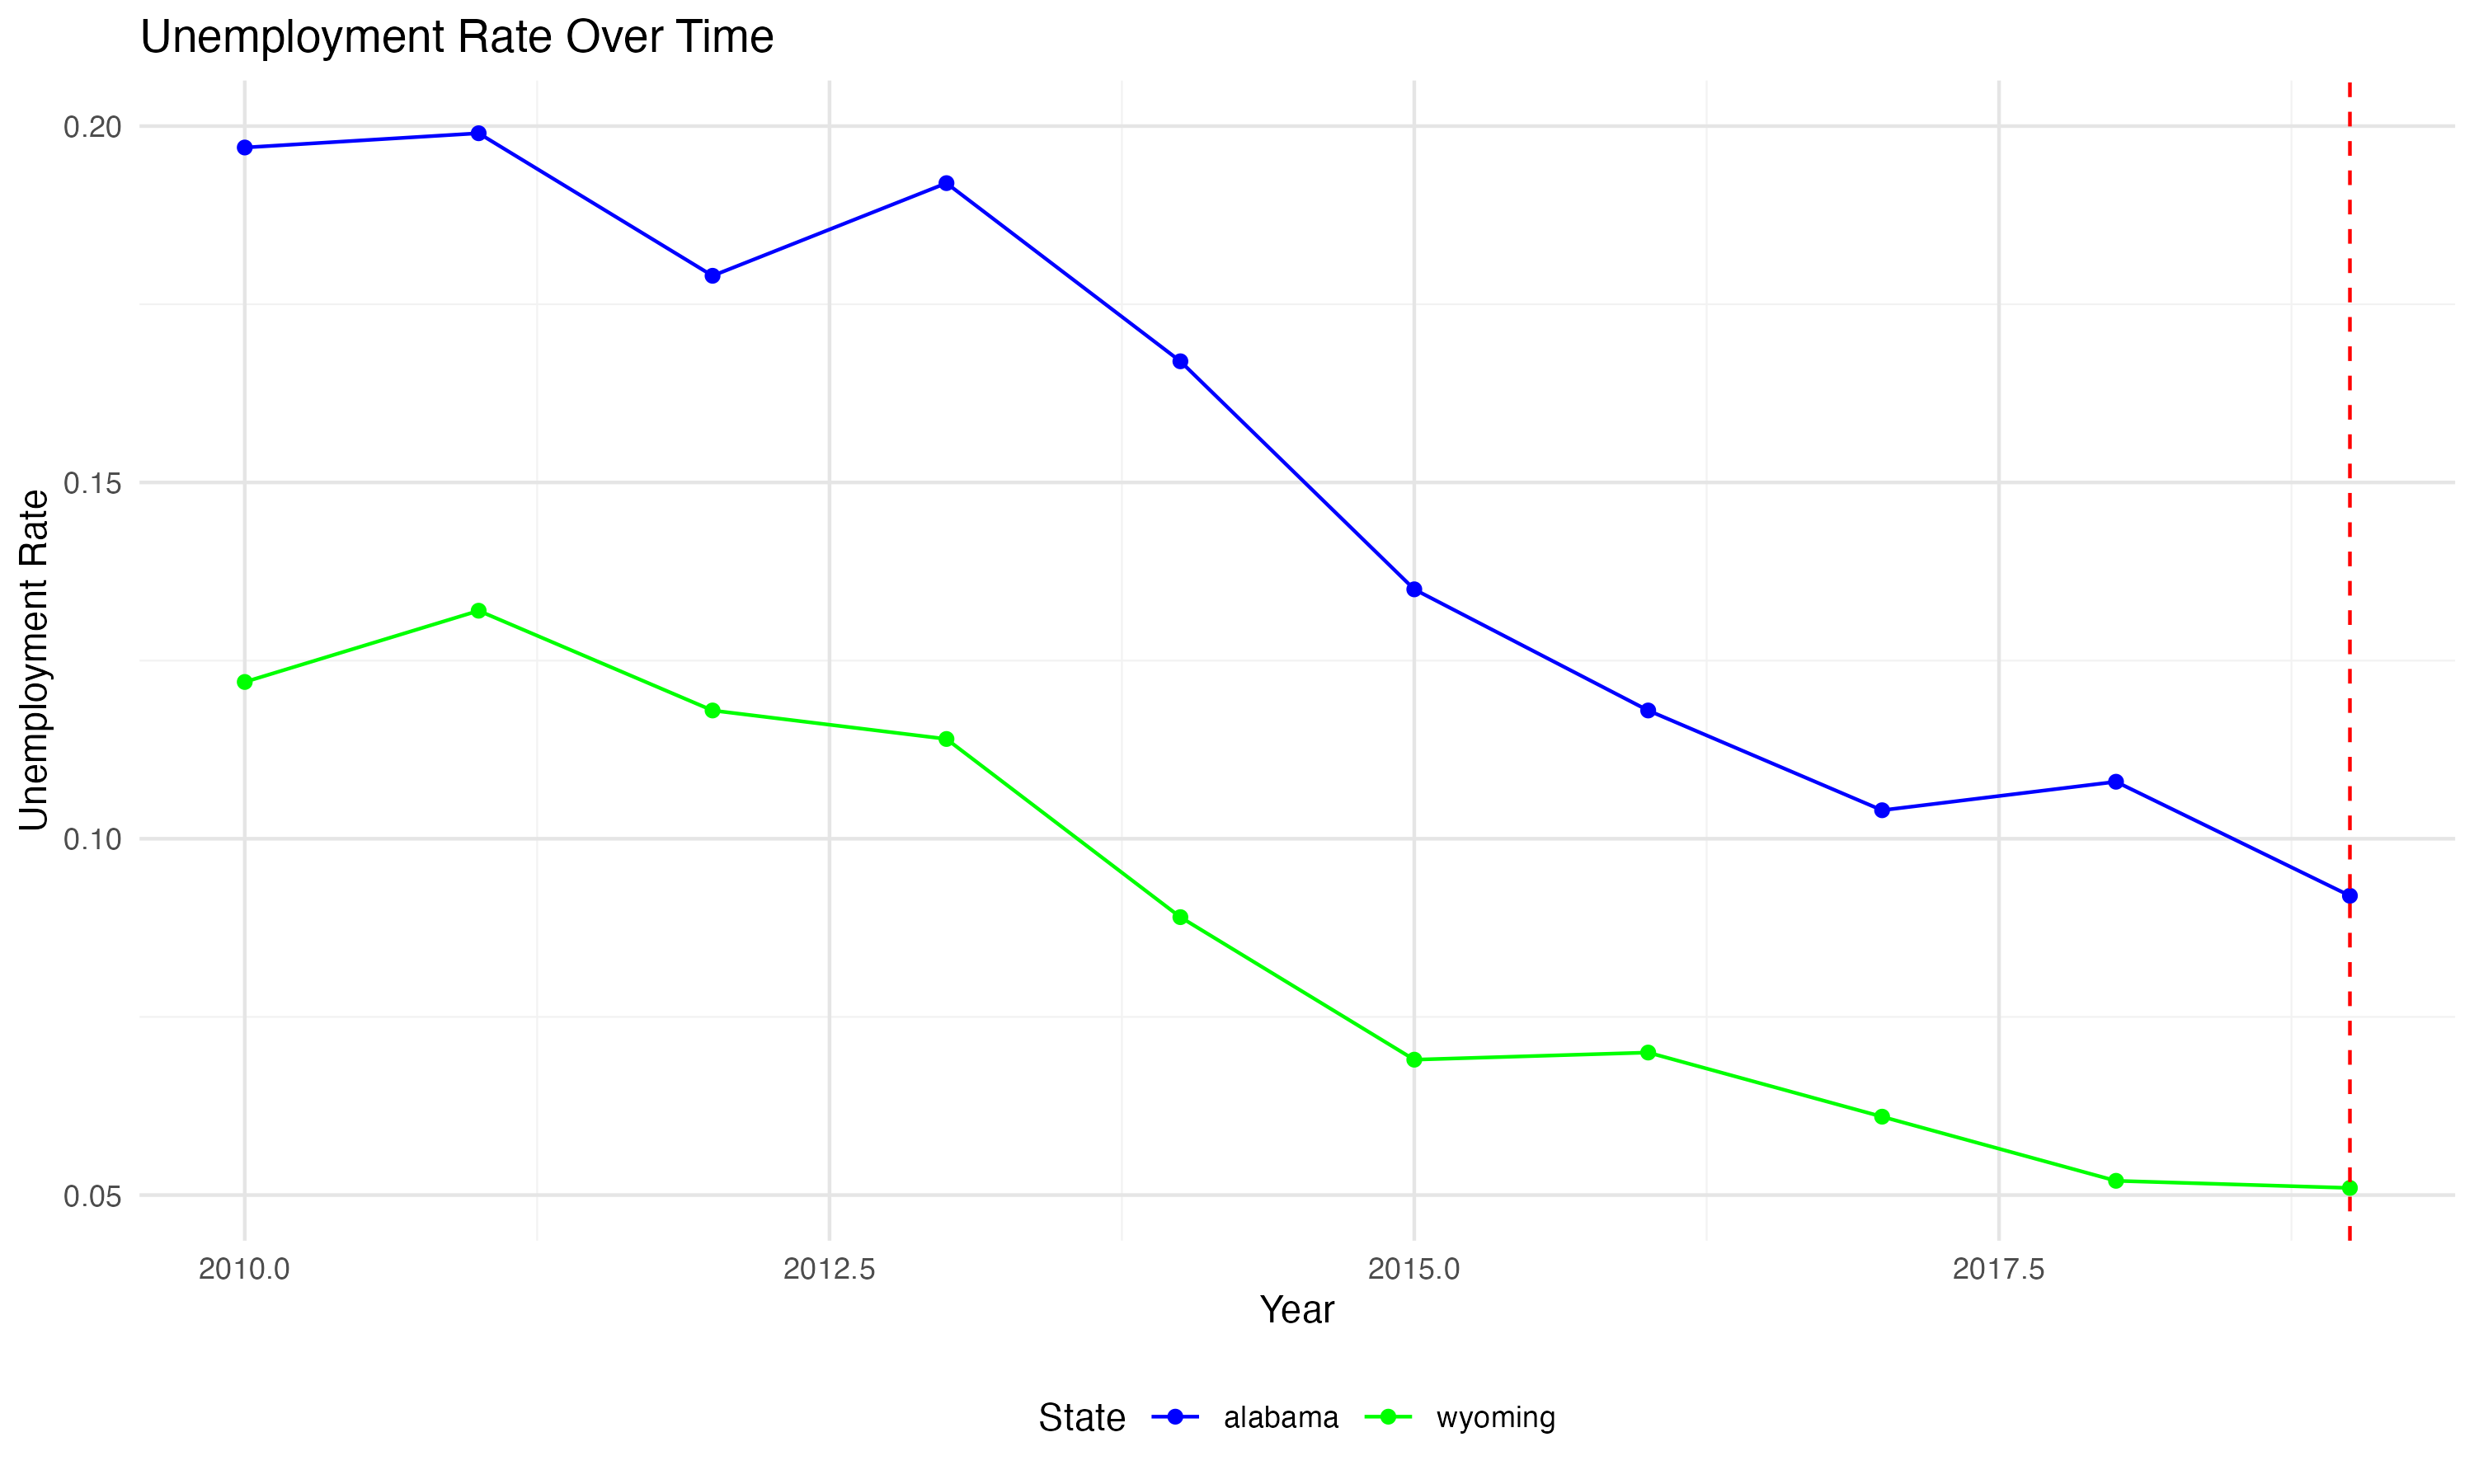 Unemployment Rate Over Time
Unemployment Rate
0.20
0.15
0.10
0.05
2010.0 2012.5 2015.0 2017.5
Year
State alabama wyoming